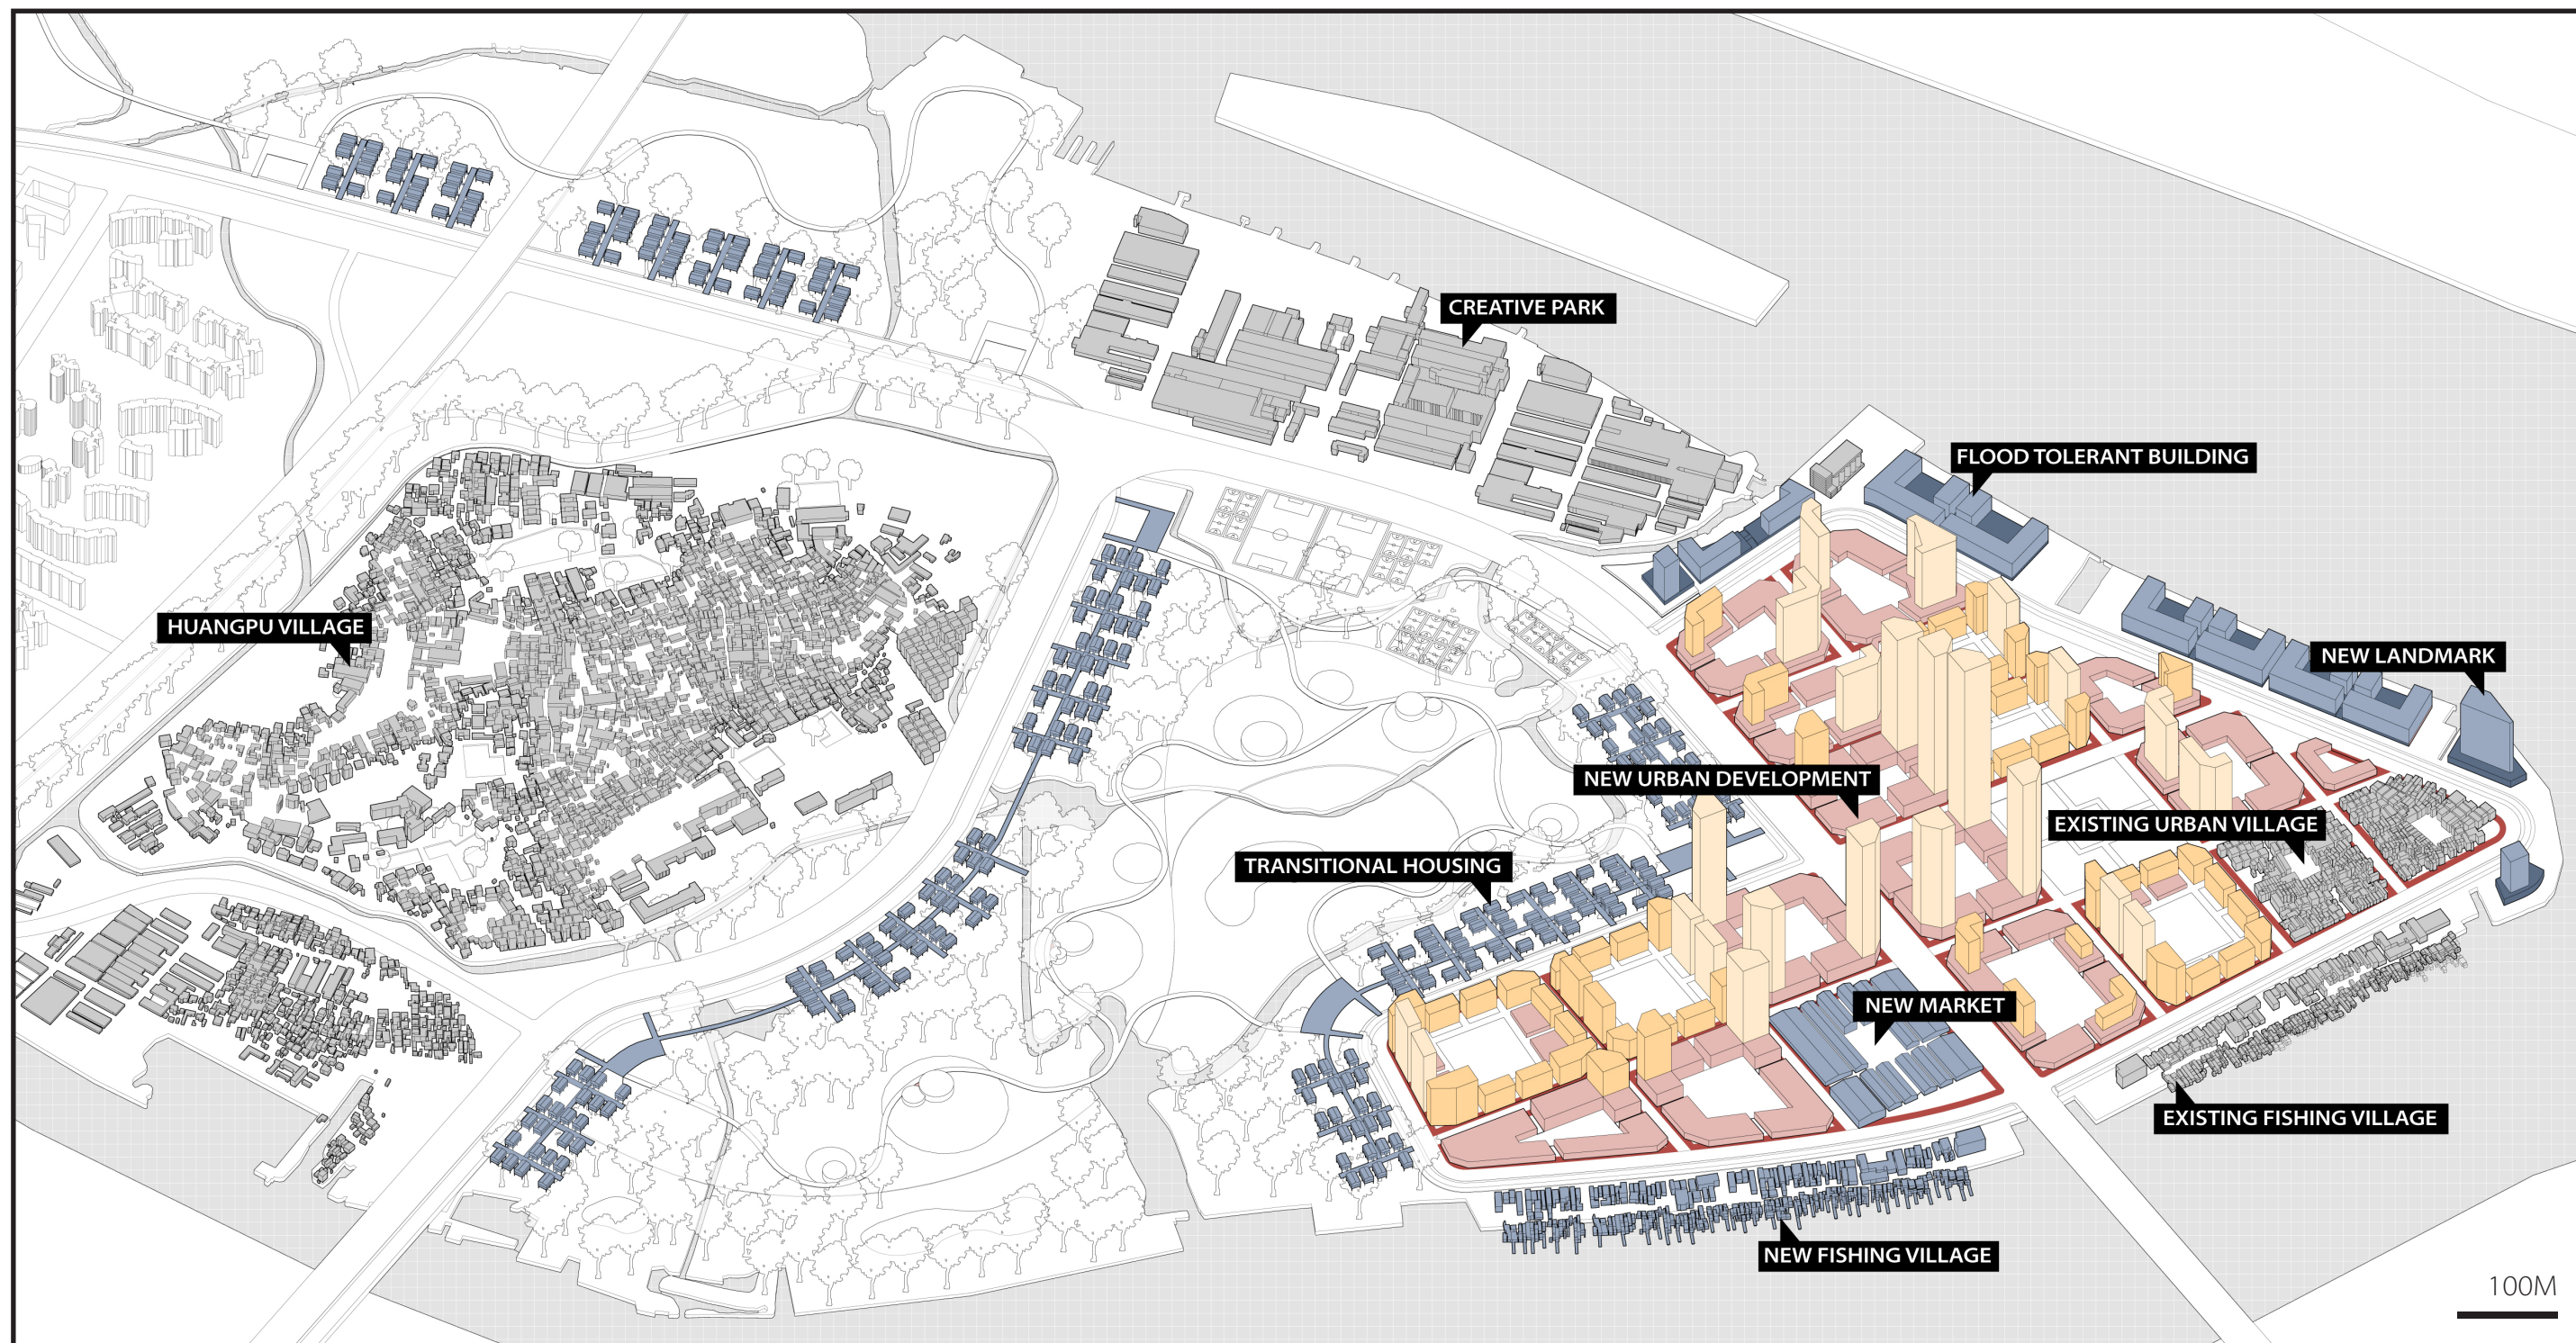 CREATIVE PARK
FLOOD TOLERANT BUILDING
HUANGPU VILLAGE
NEW LANDMARK
NEW URBAN DEVELOPMENT
EXISTING URBAN VILLAGE
TRANSITIONAL HOUSING
NEW MARKET
EXISTING FISHING VILLAGE
NEW FISHING VILLAGE
100M